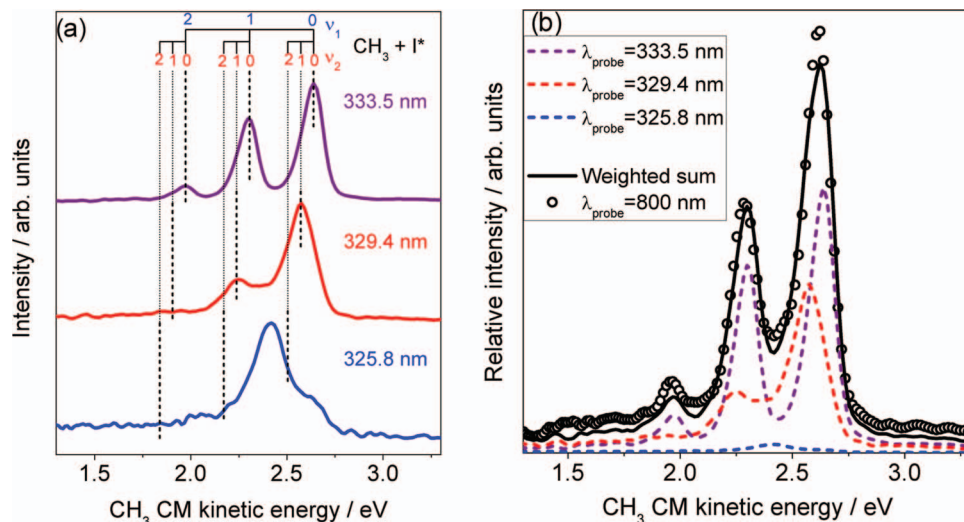 (a)
2 1 0 ν₁
CH₃ + I*
2 1 0 2 1 0 2 1 0 ν₂
333.5 nm
329.4 nm
325.8 nm
Intensity / arb. units
1.5 2.0 2.5 3.0
CH₃ CM kinetic energy / eV
(b)
λprobe=333.5 nm
λprobe=329.4 nm
λprobe=325.8 nm
Weighted sum
λprobe=800 nm
Relative intensity / arb. units
1.5 2.0 2.5 3.0
CH₃ CM kinetic energy / eV